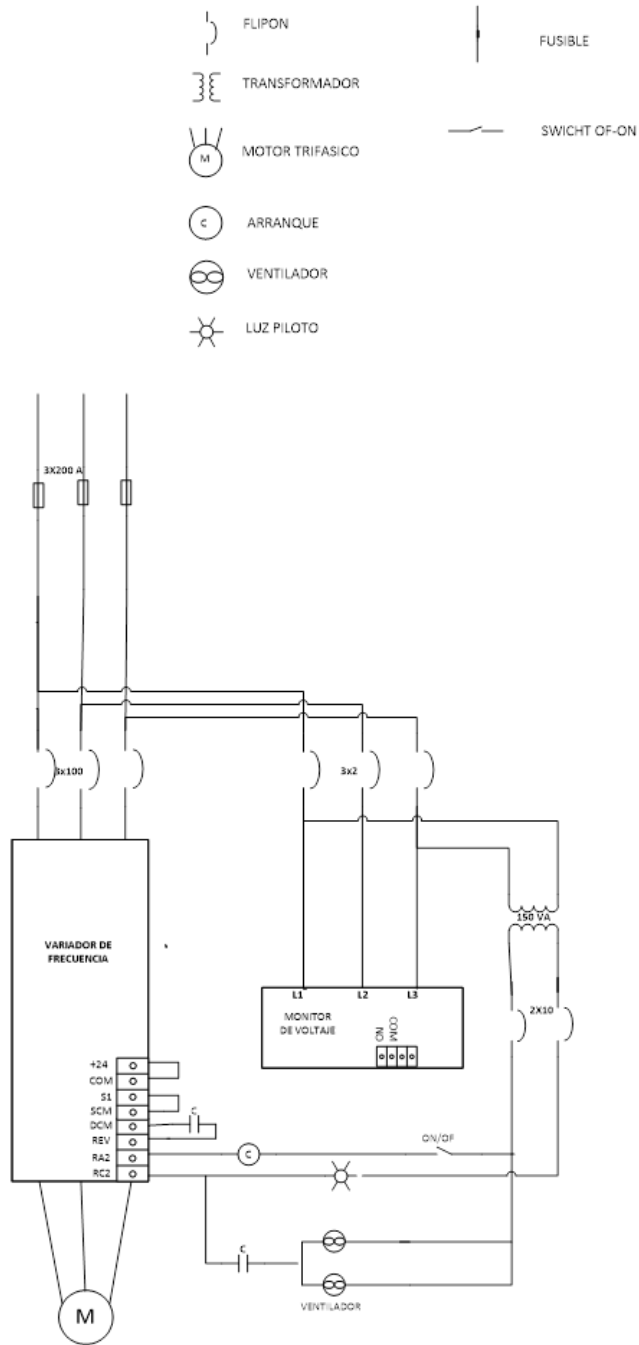 FLIPON
FUSIBLE
TRANSFORMADOR
SWICHT OF-ON
M
MOTOR TRIFASICO
C
ARRANQUE
VENTILADOR
LUZ PILOTO
3X200 A
3x100
3x2
150 VA
VARIADOR DE
FRECUENCIA
L1
L2
L3
MONITOR
DE VOLTAJE
NO
COM
2X10
+24
COM
S1
SCM
DCM
REV
RA2
RC2
C
C
ON/OF
C
VENTILADOR
M